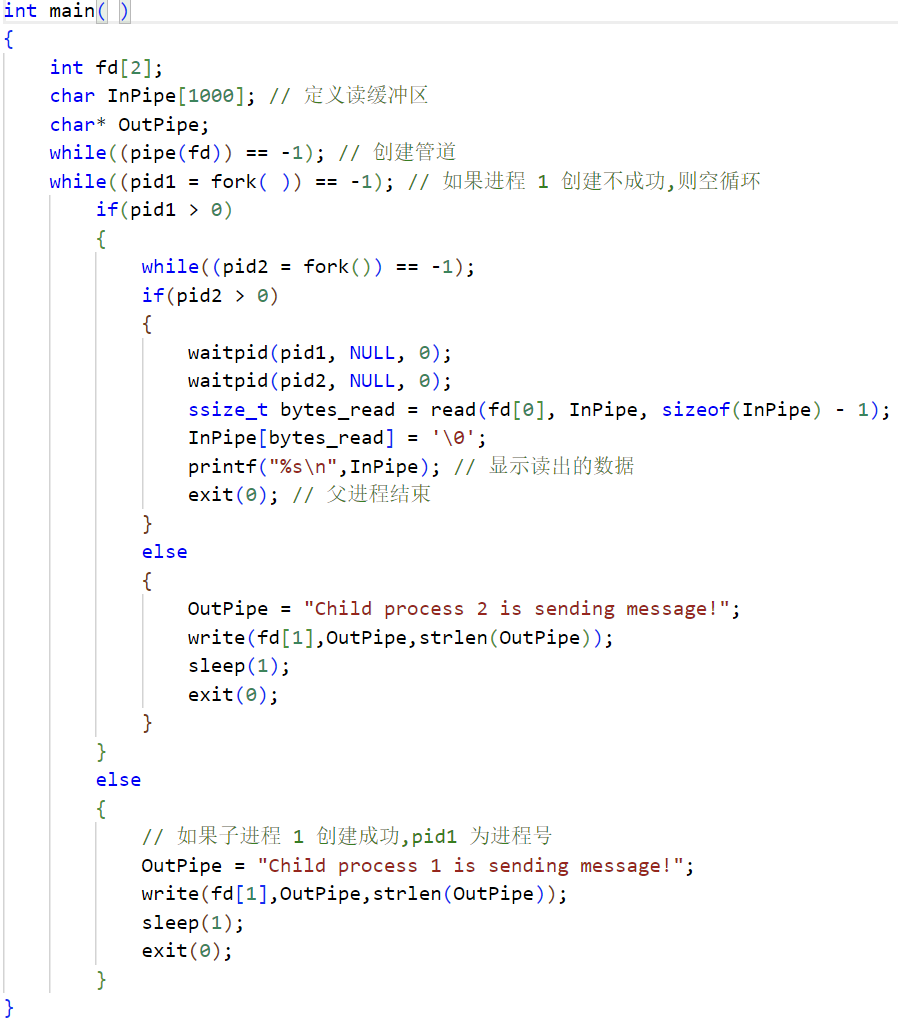 int main( )
{
    int fd[2];
    char InPipe[1000]; // 定义读缓冲区
    char* OutPipe;
    while((pipe(fd)) == -1); // 创建管道
    while((pid1 = fork( )) == -1); // 如果进程 1 创建不成功,则空循环
        if(pid1 > 0)
        {
            while((pid2 = fork()) == -1);
            if(pid2 > 0)
            {
                waitpid(pid1, NULL, 0);
                waitpid(pid2, NULL, 0);
                ssize_t bytes_read = read(fd[0], InPipe, sizeof(InPipe) - 1);
                InPipe[bytes_read] = '\0';
                printf("%s\n",InPipe); // 显示读出的数据
                exit(0); // 父进程结束
            }
            else
            {
                OutPipe = "Child process 2 is sending message!";
                write(fd[1],OutPipe,strlen(OutPipe));
                sleep(1);
                exit(0);
            }
        }
        else
        {
            // 如果子进程 1 创建成功,pid1 为进程号
            OutPipe = "Child process 1 is sending message!";
            write(fd[1],OutPipe,strlen(OutPipe));
            sleep(1);
            exit(0);
        }
}